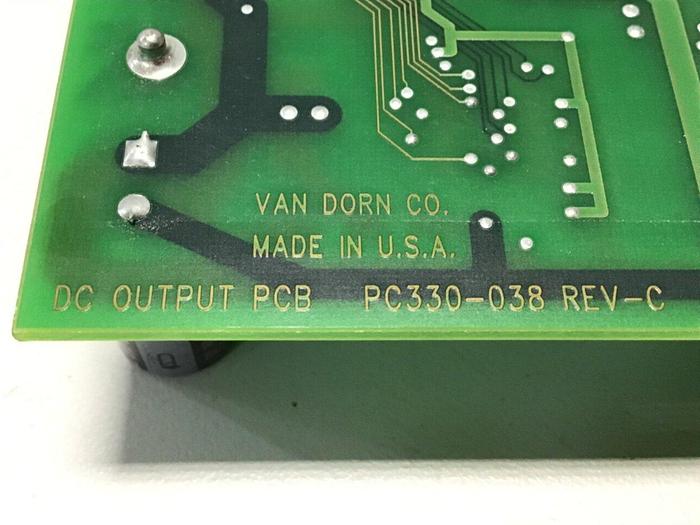 VAN DORN CO.
MADE IN U.S.A.
DC OUTPUT PCB PC330-038 REV-C
Q